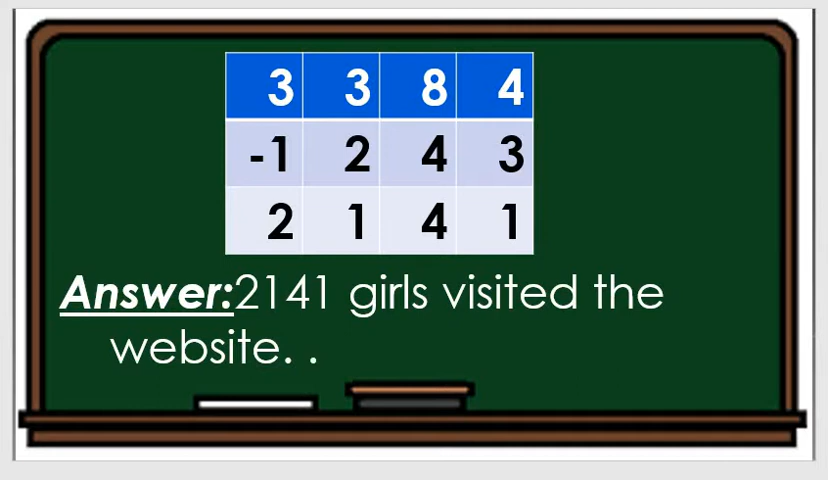 3 3 8 4
-1 2 4 3
2 1 4 1
Answer:2141 girls visited the
website. .